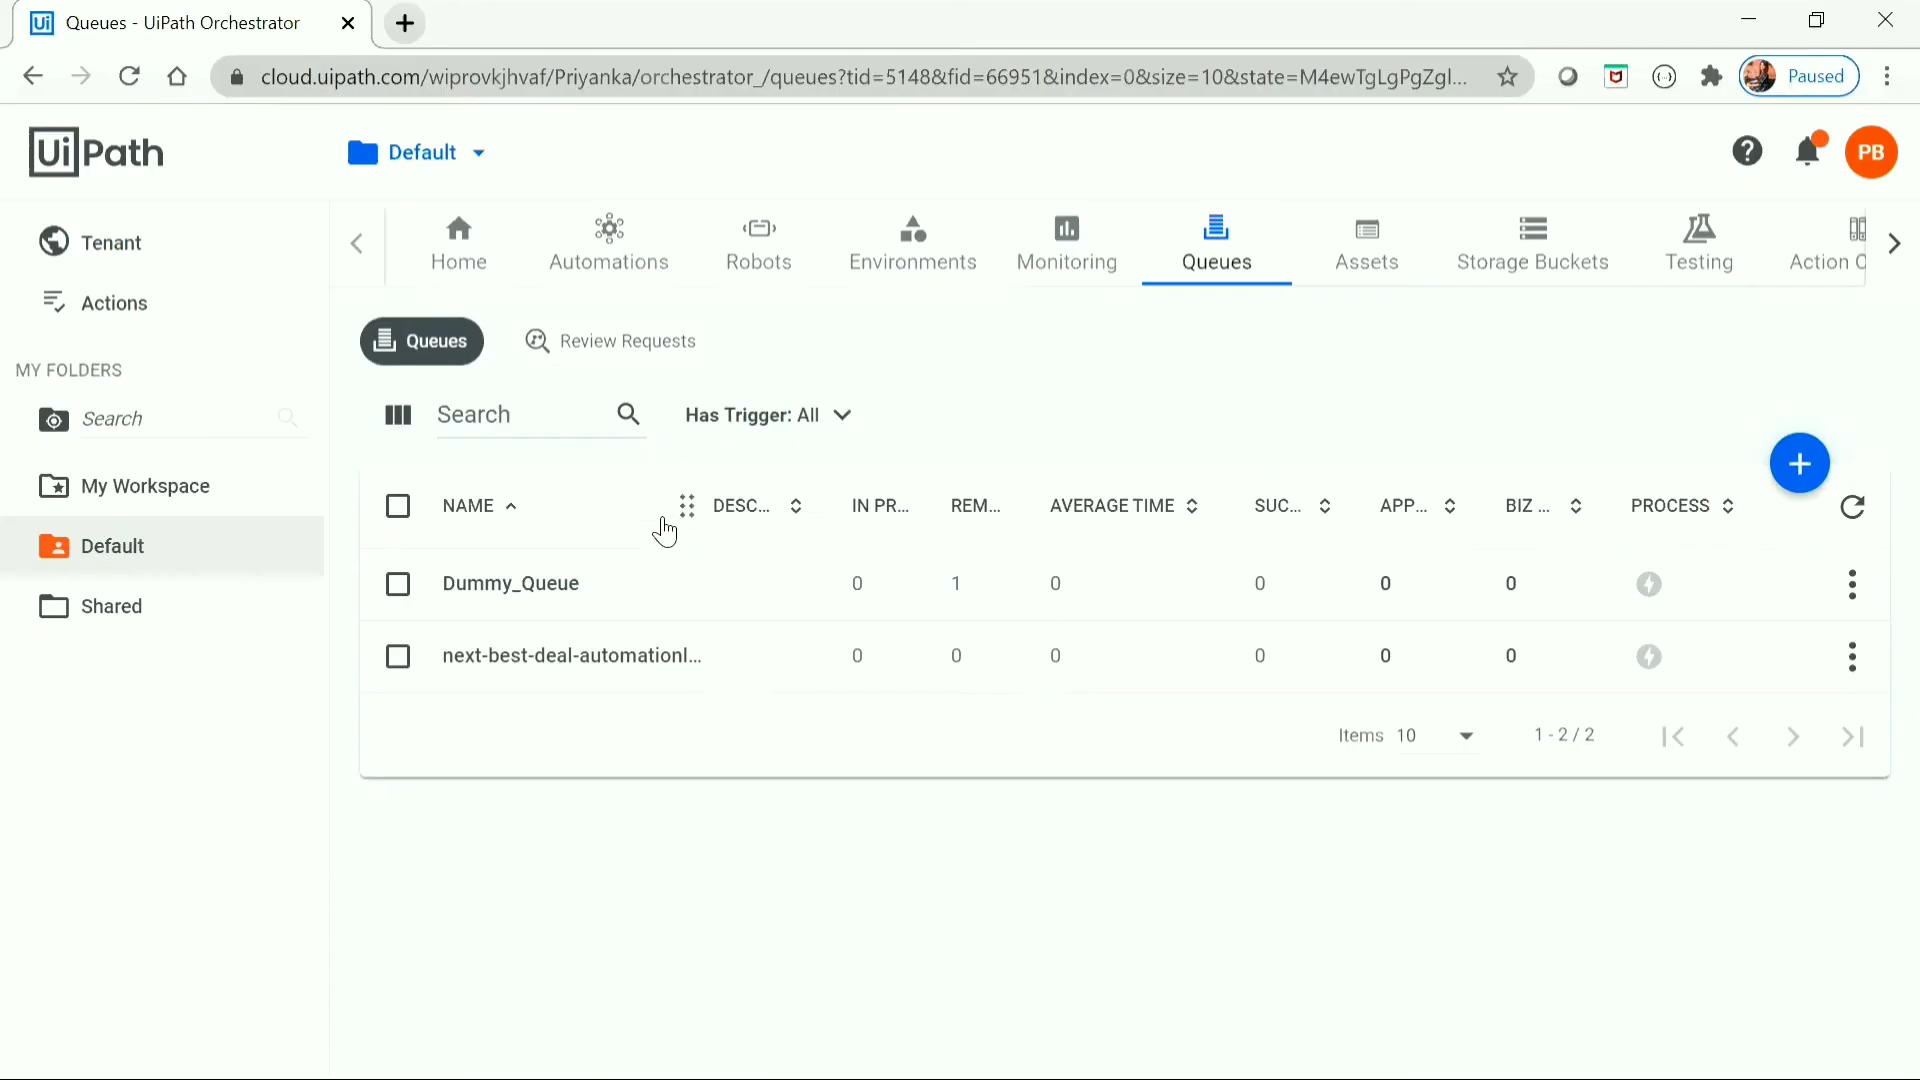 Queues - UiPath Orchestrator
cloud.uipath.com/wiprovkjhvaf/Priyanka/orchestrator_/queues?tid=5148&fid=66951&index=0&size=10&state=M4ewTgLgPgZgl...
Paused
UiPath
Default
PB
Tenant
Actions
MY FOLDERS
Search
My Workspace
Default
Shared
Home
Automations
Robots
Environments
Monitoring
Queues
Assets
Storage Buckets
Testing
Action C
Queues
Review Requests
Search
Has Trigger: All
NAME DESC... IN PR... REM... AVERAGE TIME SUC... APP... BIZ ... PROCESS
Dummy_Queue 0 1 0 0 0 0
next-best-deal-automationl... 0 0 0 0 0 0
Items 10 1 - 2 / 2